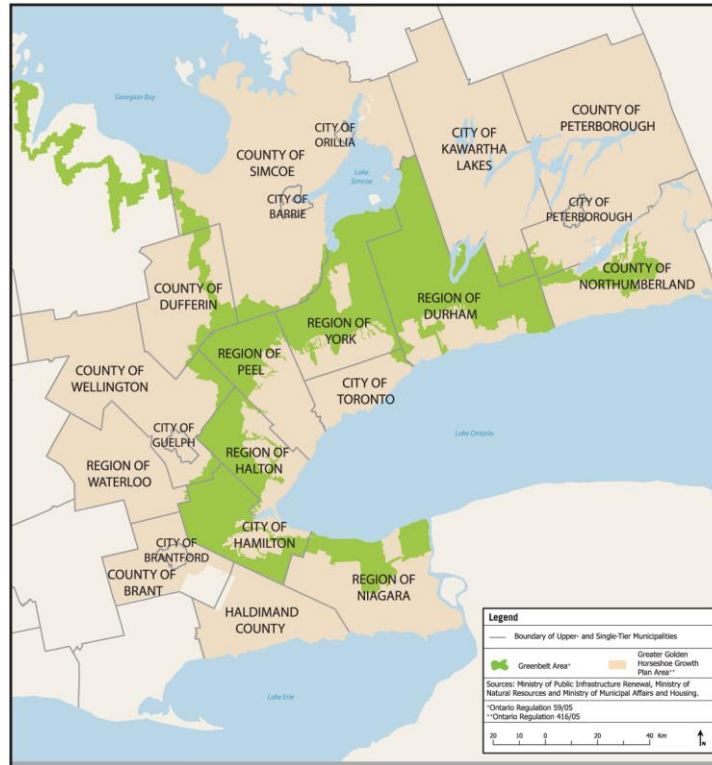 Georgian Bay
CITY OF
ORILLIA
COUNTY OF
SIMCOE
Lake
Simcoe
CITY OF
BARRIE
CITY OF
KAWARTHA
LAKES
COUNTY OF
PETERBOROUGH
CITY OF
PETERBOROUGH
COUNTY OF
NORTHUMBERLAND
COUNTY OF
DUFFERIN
REGION OF
DURHAM
REGION OF
YORK
REGION OF
PEEL
CITY OF
TORONTO
COUNTY OF
WELLINGTON
CITY OF
GUELPH
REGION OF
WATERLOO
REGION OF
HALTON
Lake Ontario
CITY OF
HAMILTON
CITY OF
BRANTFORD
COUNTY OF
BRANT
REGION OF
NIAGARA
HALDIMAND
COUNTY
Lake Erie
Legend
Boundary of Upper- and Single-Tier Municipalities
Greenbelt Area*
Greater Golden
Horseshoe Growth
Plan Area**
Sources: Ministry of Public Infrastructure Renewal, Ministry of
Natural Resources and Ministry of Municipal Affairs and Housing.
*Ontario Regulation 59/05
**Ontario Regulation 416/05
20 10 0 20 40 Km
N